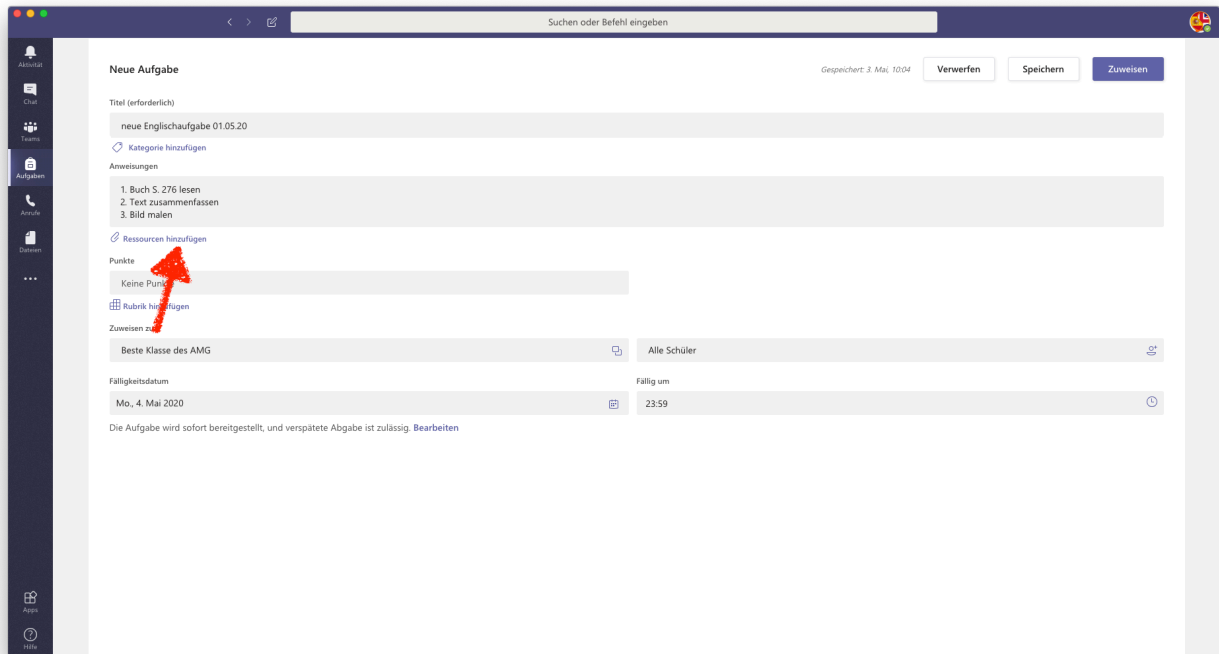 Suchen oder Befehl eingeben
Aktivität
Chat
Teams
Aufgaben
Anrufe
Dateien
Apps
Hilfe
Neue Aufgabe
Gespeichert: 3. Mai, 10:04
Verwerfen
Speichern
Zuweisen
Titel (erforderlich)
neue Englischaufgabe 01.05.20
Kategorie hinzufügen
Anweisungen
1. Buch S. 276 lesen
2. Text zusammenfassen
3. Bild malen
Ressourcen hinzufügen
Punkte
Keine
Rubrik
Zuweisen
Beste Klasse des AMG
Alle Schüler
Fälligkeitsdatum
Fällig um
Mo., 4. Mai 2020
23:59
Die Aufgabe wird sofort bereitgestellt, und verspätete Abgabe ist zulässig. Bearbeiten